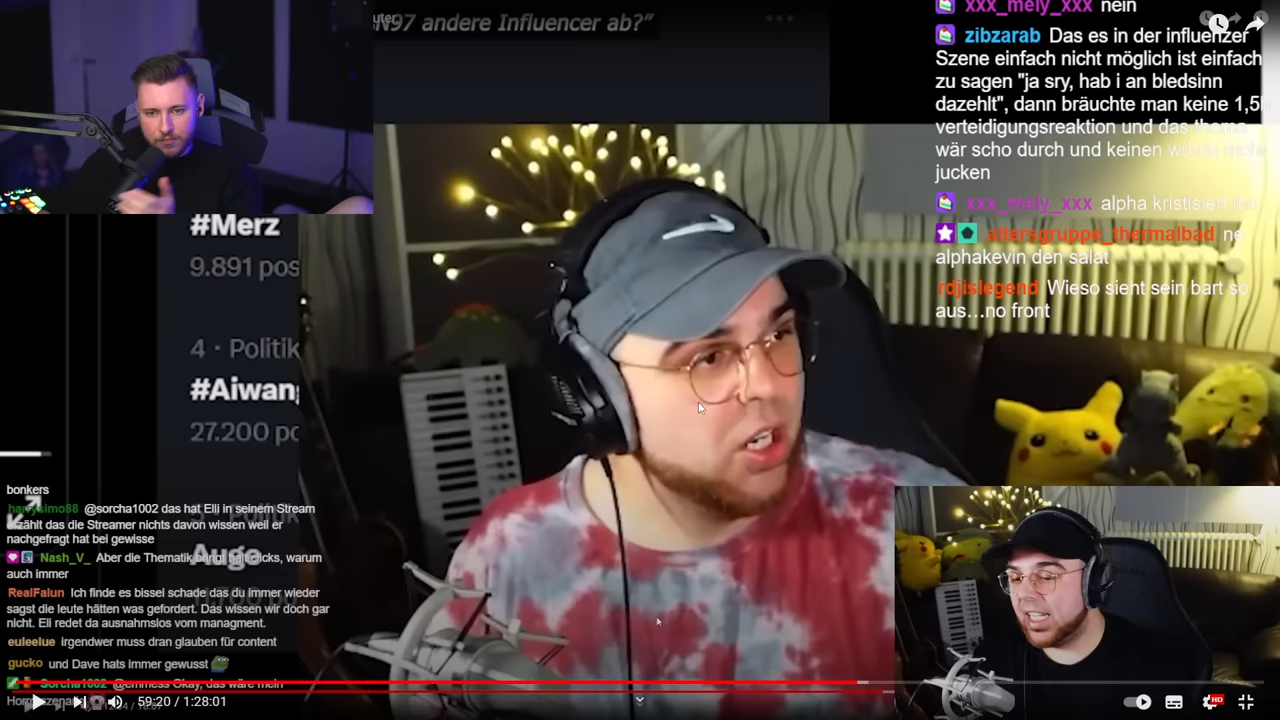 N97 andere Influencer ab?”
xxx_mely_xxx nein
zibzarab Das es in der influenzer
Szene einfach nicht möglich ist einfach
zu sagen "ja sry, hab i an bledsinn
dazehlt", dann bräuchte man keine 1,5h
verteidigungsreaktion und das thema
wär scho durch und keinen würds mehr
jucken
xxx_mely_xxx alpha kristisiert ihn
altersgruppe_thermalbad ne
alphakevin den salat
rdjislegend Wieso sieht sein bart so
aus...no front
#Merz
9.891 pos
4 · Politik
#Aiwang
27.200 po
Auge
bonkers
harrysimo88 @sorcha1002 das hat Elli in seinem Stream
erzählt das die Streamer nichts davon wissen weil er
nachgefragt hat bei gewisse
Nash_V_ Aber die Thematik bringt halt clicks, warum
auch immer
RealFalun Ich finde es bissel schade das du immer wieder
sagst die leute hätten was gefordert. Das wissen wir doch gar
nicht. Eli redet da ausnahmslos vom managment.
euleelue irgendwer muss dran glauben für content
gucko und Dave hats immer gewusst
Sorcha1002 @emmess Okay, das wäre mein
Horrorszenario
59:20 / 1:28:01
HD